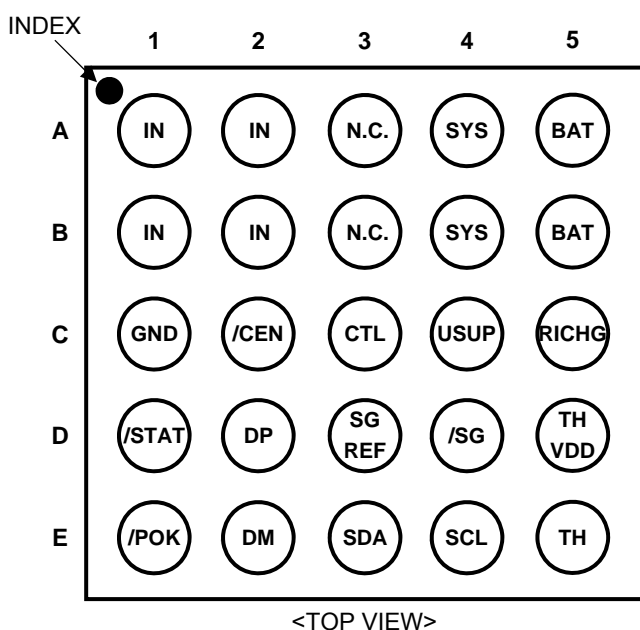 INDEX
1 2 3 4 5
A IN IN N.C. SYS BAT
B IN IN N.C. SYS BAT
C GND /CEN CTL USUP RICHG
D /STAT DP SG REF /SG TH VDD
E /POK DM SDA SCL TH
<TOP VIEW>